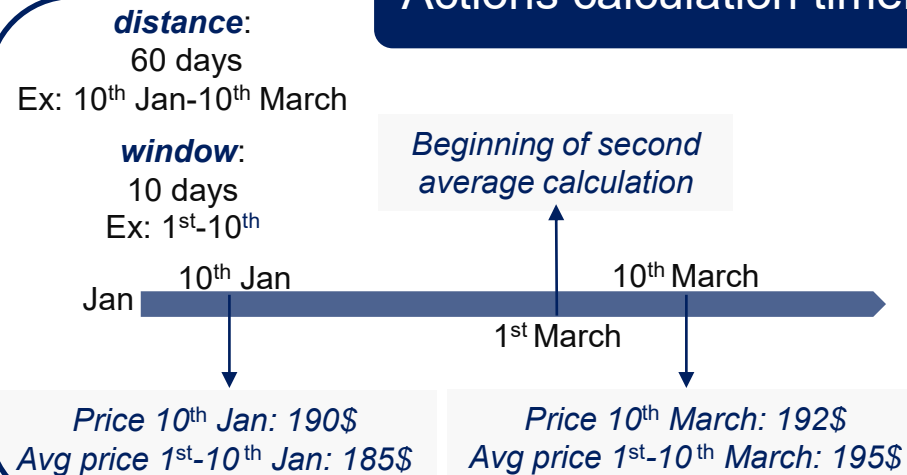 Actions calculation
distance:
60 days
Ex: 10th Jan-10th March
window:
10 days
Ex: 1st-10th
Beginning of second
average calculation
10th Jan
10th March
Jan
1st March
Price 10th Jan: 190$
Avg price 1st-10th Jan: 185$
Price 10th March: 192$
Avg price 1st-10th March: 195$